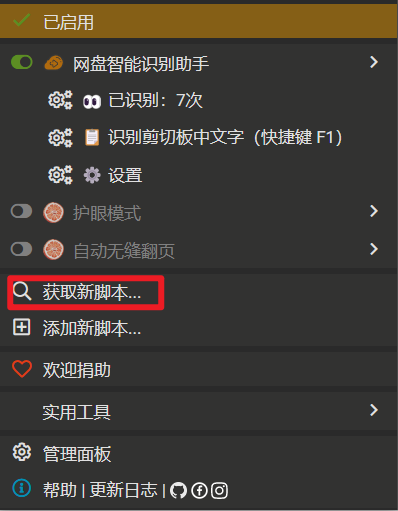 已启用
网盘智能识别助手
已识别：7次
识别剪切板中文字（快捷键 F1）
设置
护眼模式
自动无缝翻页
获取新脚本...
添加新脚本...
欢迎捐助
实用工具
管理面板
帮助 | 更新日志 |